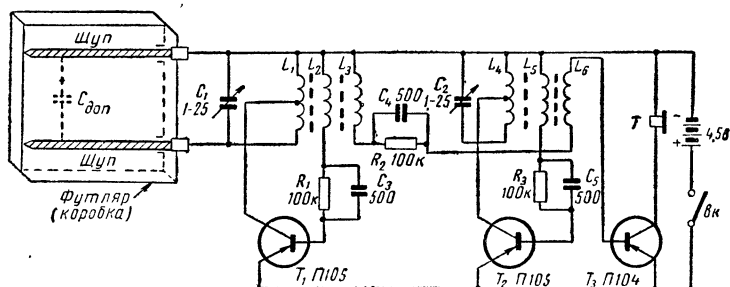 Щуп
C доп
Щуп
Футляр
(коробка)
C₁
1-25
L₁
L₂
L₃
C₄ 500
R₂ 100к
R₁
100к
C₃
500
T₁ П105
C₂
1-25
L₄
L₅
L₆
R₃
100к
C₅
500
T₂ П105
T₃ П104
Т
-
+
4,5в
Вк